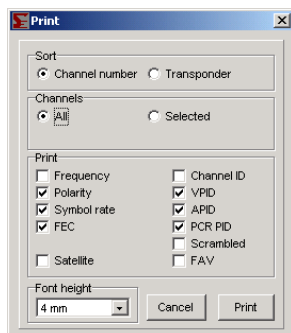 Print
Sort
Channel number Transponder
Channels
All Selected
Print
Frequency Channel ID
Polarity VPID
Symbol rate APID
FEC PCR PID
Scrambled
Satellite FAV
Font height
4 mm Cancel Print